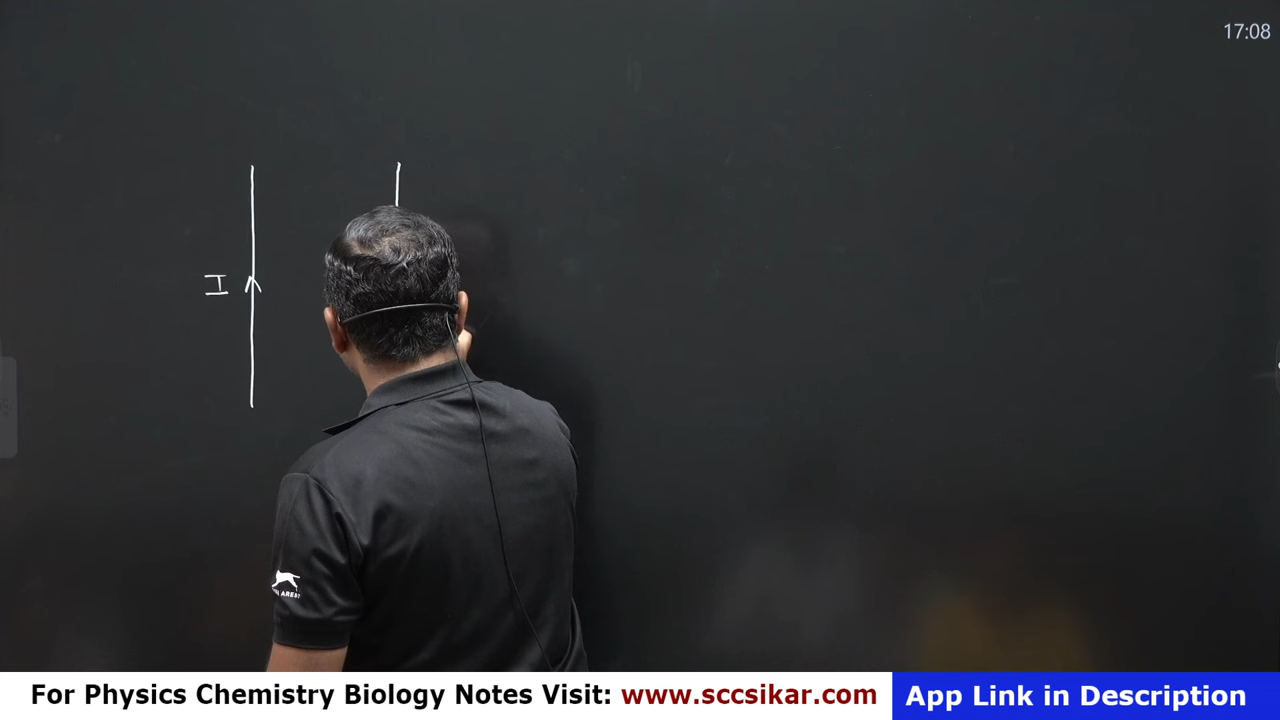 17:08
I
For Physics Chemistry Biology Notes Visit: www.sccsikar.com
App Link in Description